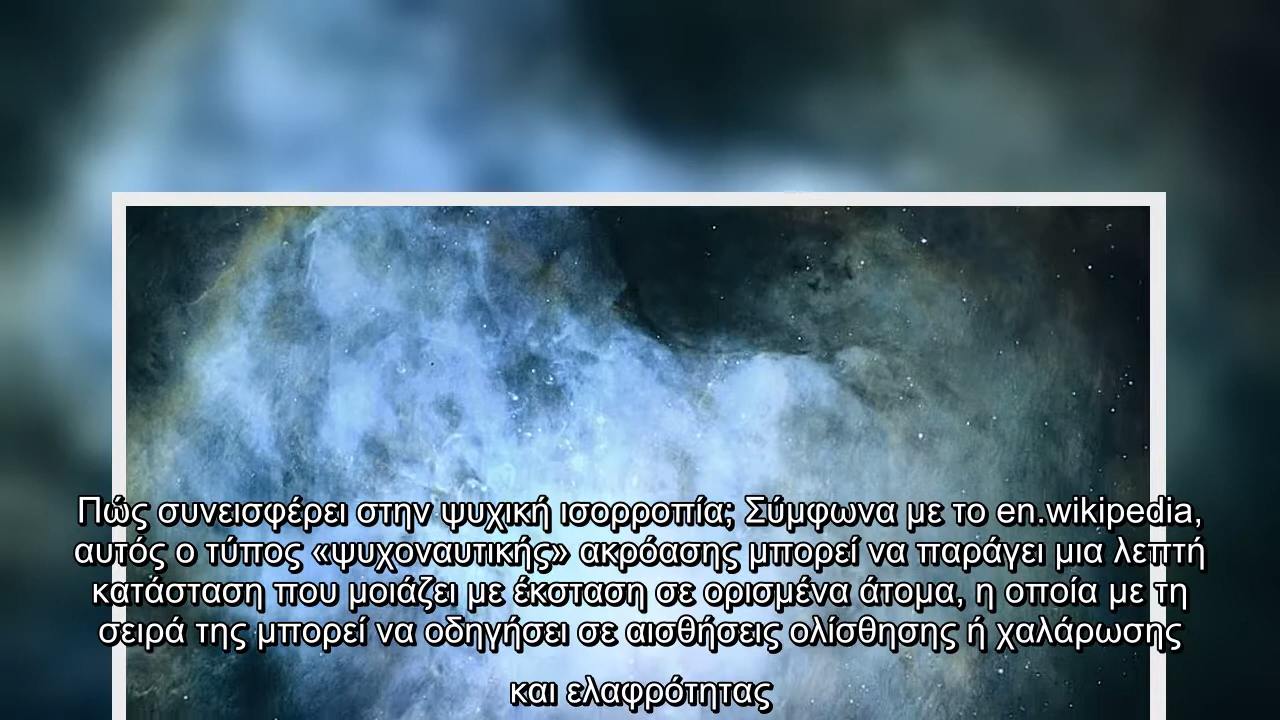 Πώς συνεισφέρει στην ψυχική ισορροπία; Σύμφωνα με το en.wikipedia,
αυτός ο τύπος «ψυχοναυτικής» ακρόασης μπορεί να παράγει μια λεπτή
κατάσταση που μοιάζει με έκσταση σε ορισμένα άτομα, η οποία με τη
σειρά της μπορεί να οδηγήσει σε αισθήσεις ολίσθησης ή χαλάρωσης
και ελαφρότητας